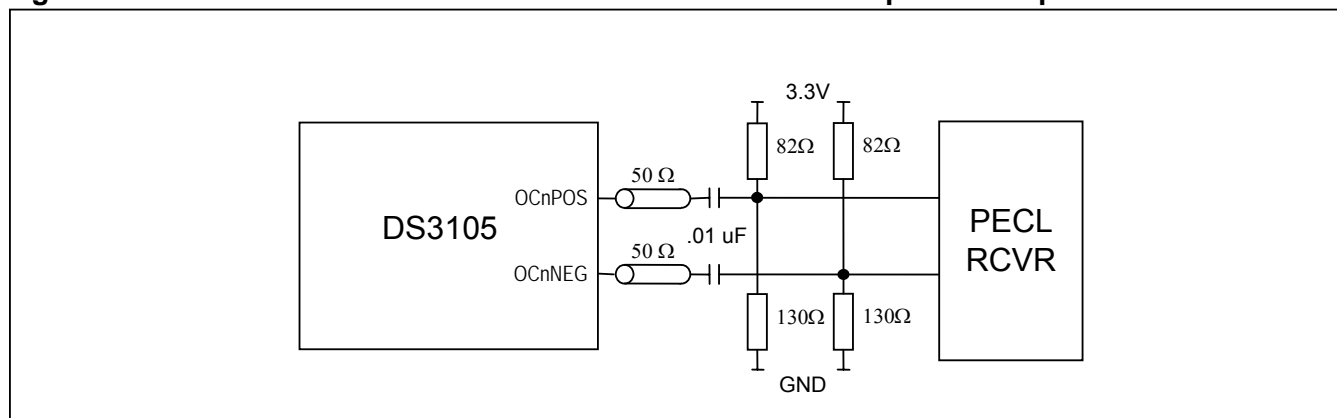 3.3V
82Ω 82Ω
50 Ω
OCnPOS
DS3105
.01 uF
PECL
RCVR
50 Ω
OCnNEG
130Ω 130Ω
GND